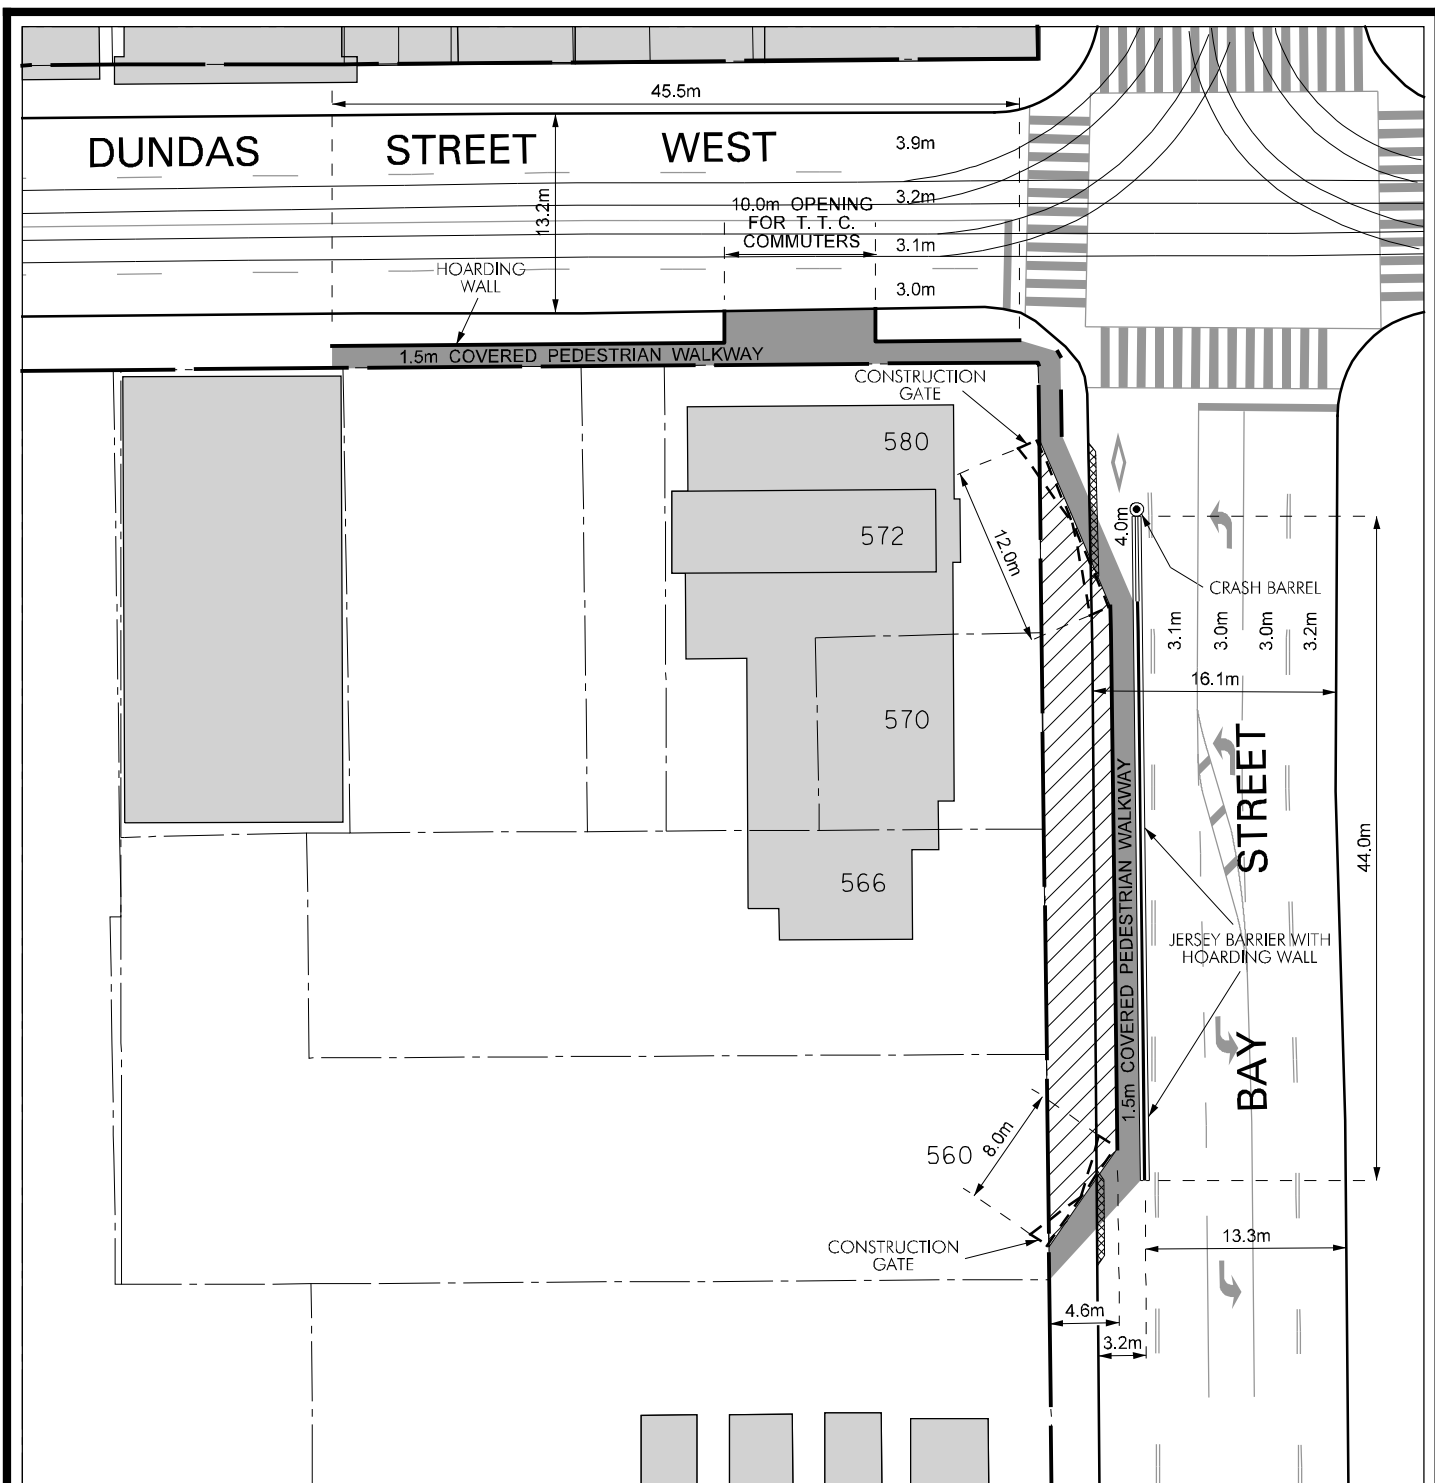 45.5m
DUNDAS STREET WEST
3.9m
13.2m
3.2m
10.0m OPENING
FOR T. T. C.
COMMUTERS
3.1m
3.0m
HOARDING
WALL
1.5m COVERED PEDESTRIAN WALKWAY
CONSTRUCTION
GATE
580
572
570
566
560
12.0m
4.0m
CRASH BARREL
3.1m
3.0m
3.0m
3.2m
16.1m
BAY STREET
44.0m
1.5m COVERED PEDESTRIAN WALKWAY
JERSEY BARRIER WITH
HOARDING WALL
8.0m
CONSTRUCTION
GATE
13.3m
4.6m
3.2m